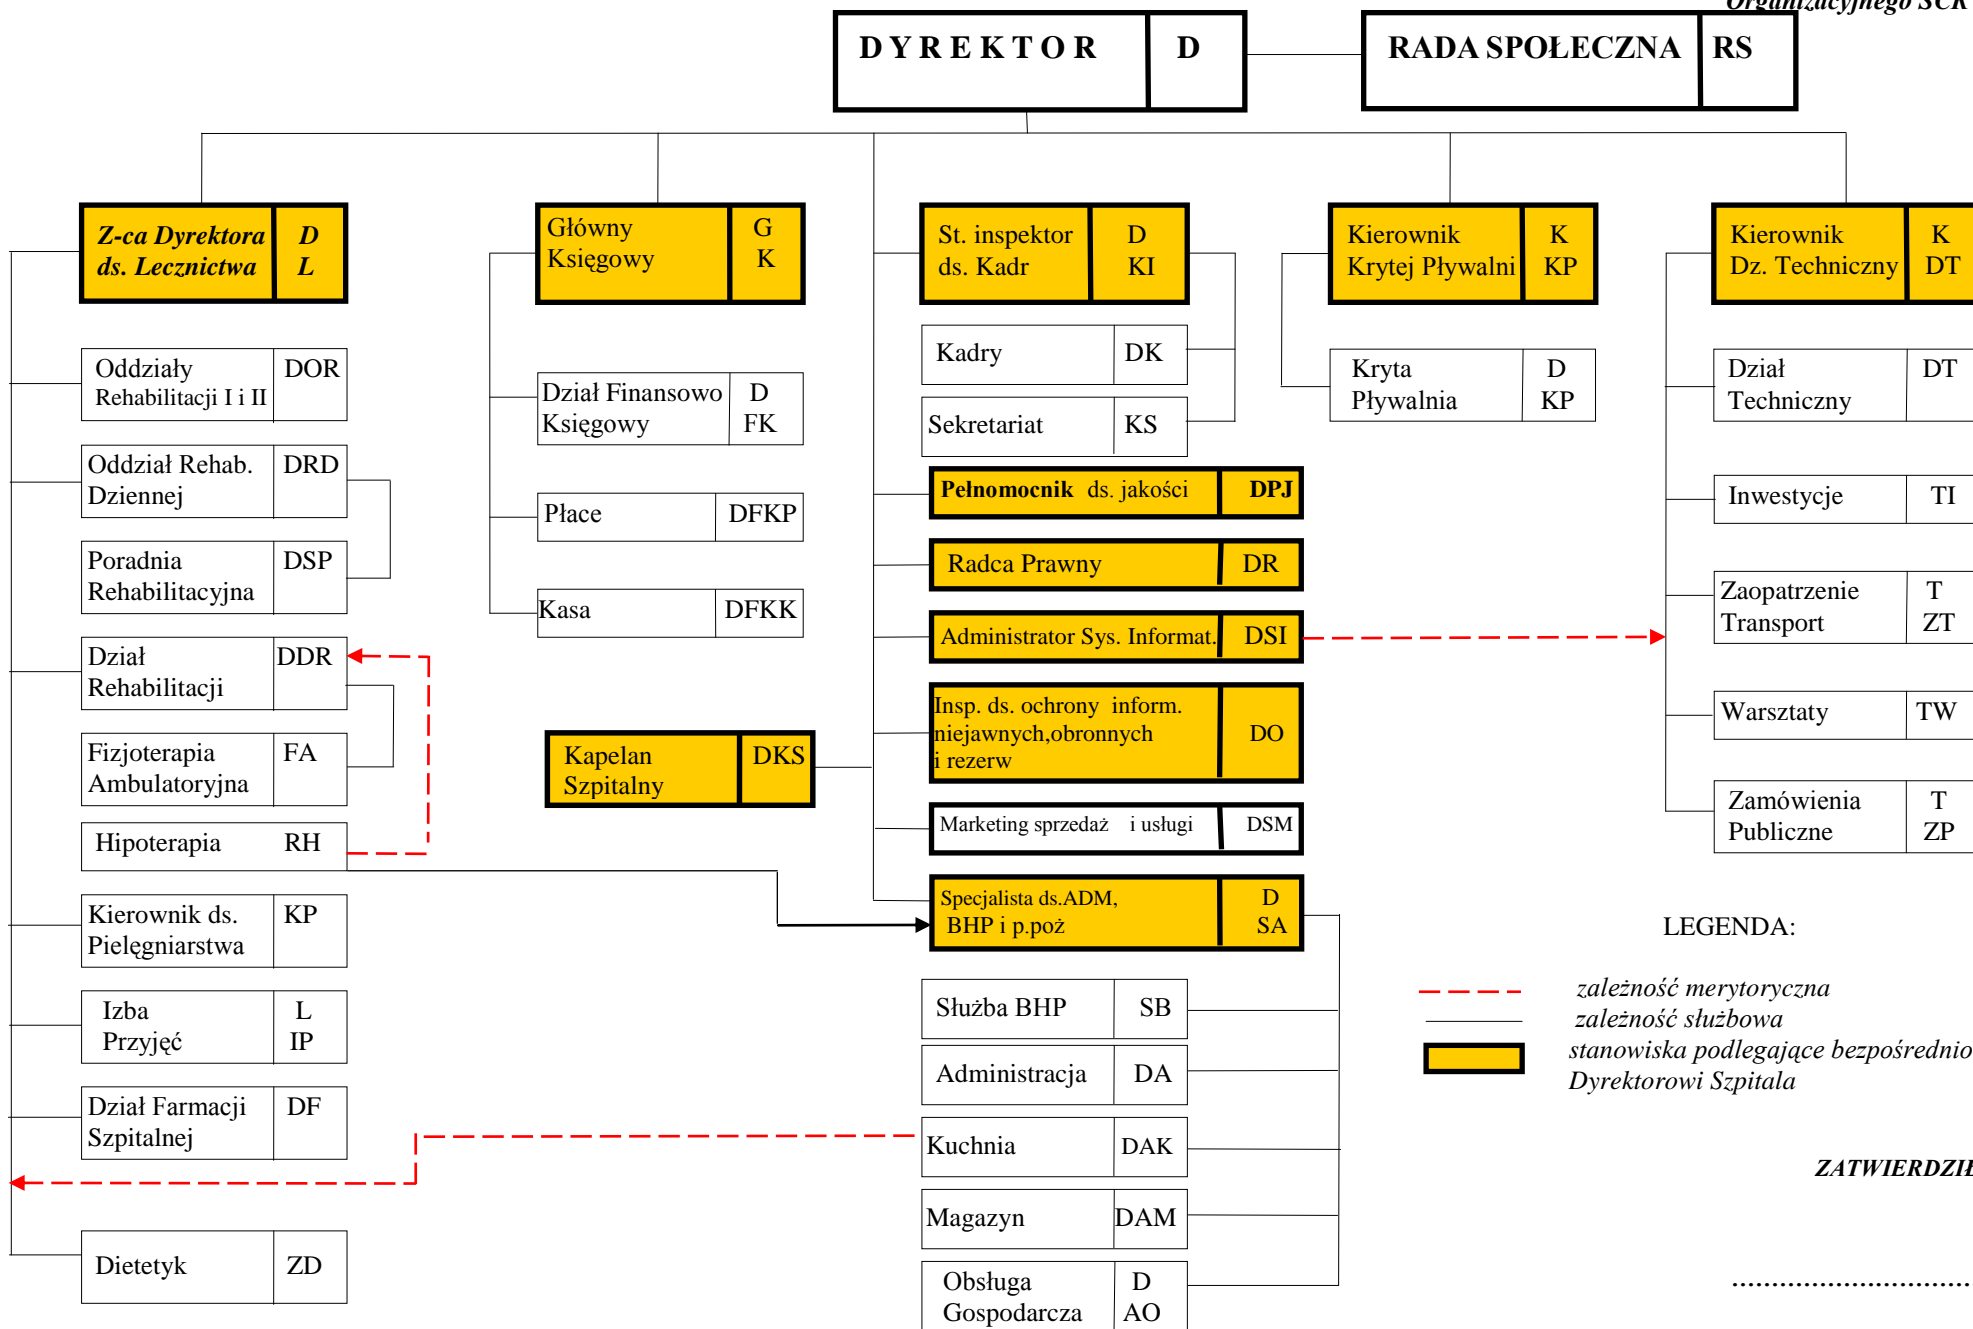 Organizacyjnego SCR
D Y R E K T O R D
RADA SPOŁECZNA RS
Z-ca Dyrektora D
ds. Lecznictwa L
Główny G
Księgowy K
St. inspektor D
ds. Kadr KI
Kierownik K
Krytej Pływalni KP
Kierownik K
Dz. Techniczny DT
Oddziały DOR
Rehabilitacji I i II
Oddział Rehab. DRD
Dziennej
Poradnia DSP
Rehabilitacyjna
Dział DDR
Rehabilitacji
Fizjoterapia FA
Ambulatoryjna
Hipoterapia RH
Kierownik ds. KP
Pielęgniarstwa
Izba L
Przyjęć IP
Dział Farmacji DF
Szpitalnej
Dietetyk ZD
Dział Finansowo D
Księgowy FK
Płace DFKP
Kasa DFKK
Kapelan DKS
Szpitalny
Kadry DK
Sekretariat KS
Pełnomocnik ds. jakości DPJ
Radca Prawny DR
Administrator Sys. Informat. DSI
Insp. ds. ochrony inform.
niejawnych,obronnych DO
i rezerw
Marketing sprzedaż i usługi DSM
Specjalista ds.ADM, D
BHP i p.poż SA
Służba BHP SB
Administracja DA
Kuchnia DAK
Magazyn DAM
Obsługa D
Gospodarcza AO
Kryta D
Pływalnia KP
Dział DT
Techniczny
Inwestycje TI
Zaopatrzenie T
Transport ZT
Warsztaty TW
Zamówienia T
Publiczne ZP
LEGENDA:
zależność merytoryczna
zależność służbowa
stanowiska podlegające bezpośrednio
Dyrektorowi Szpitala
ZATWIERDZIŁ
..............................